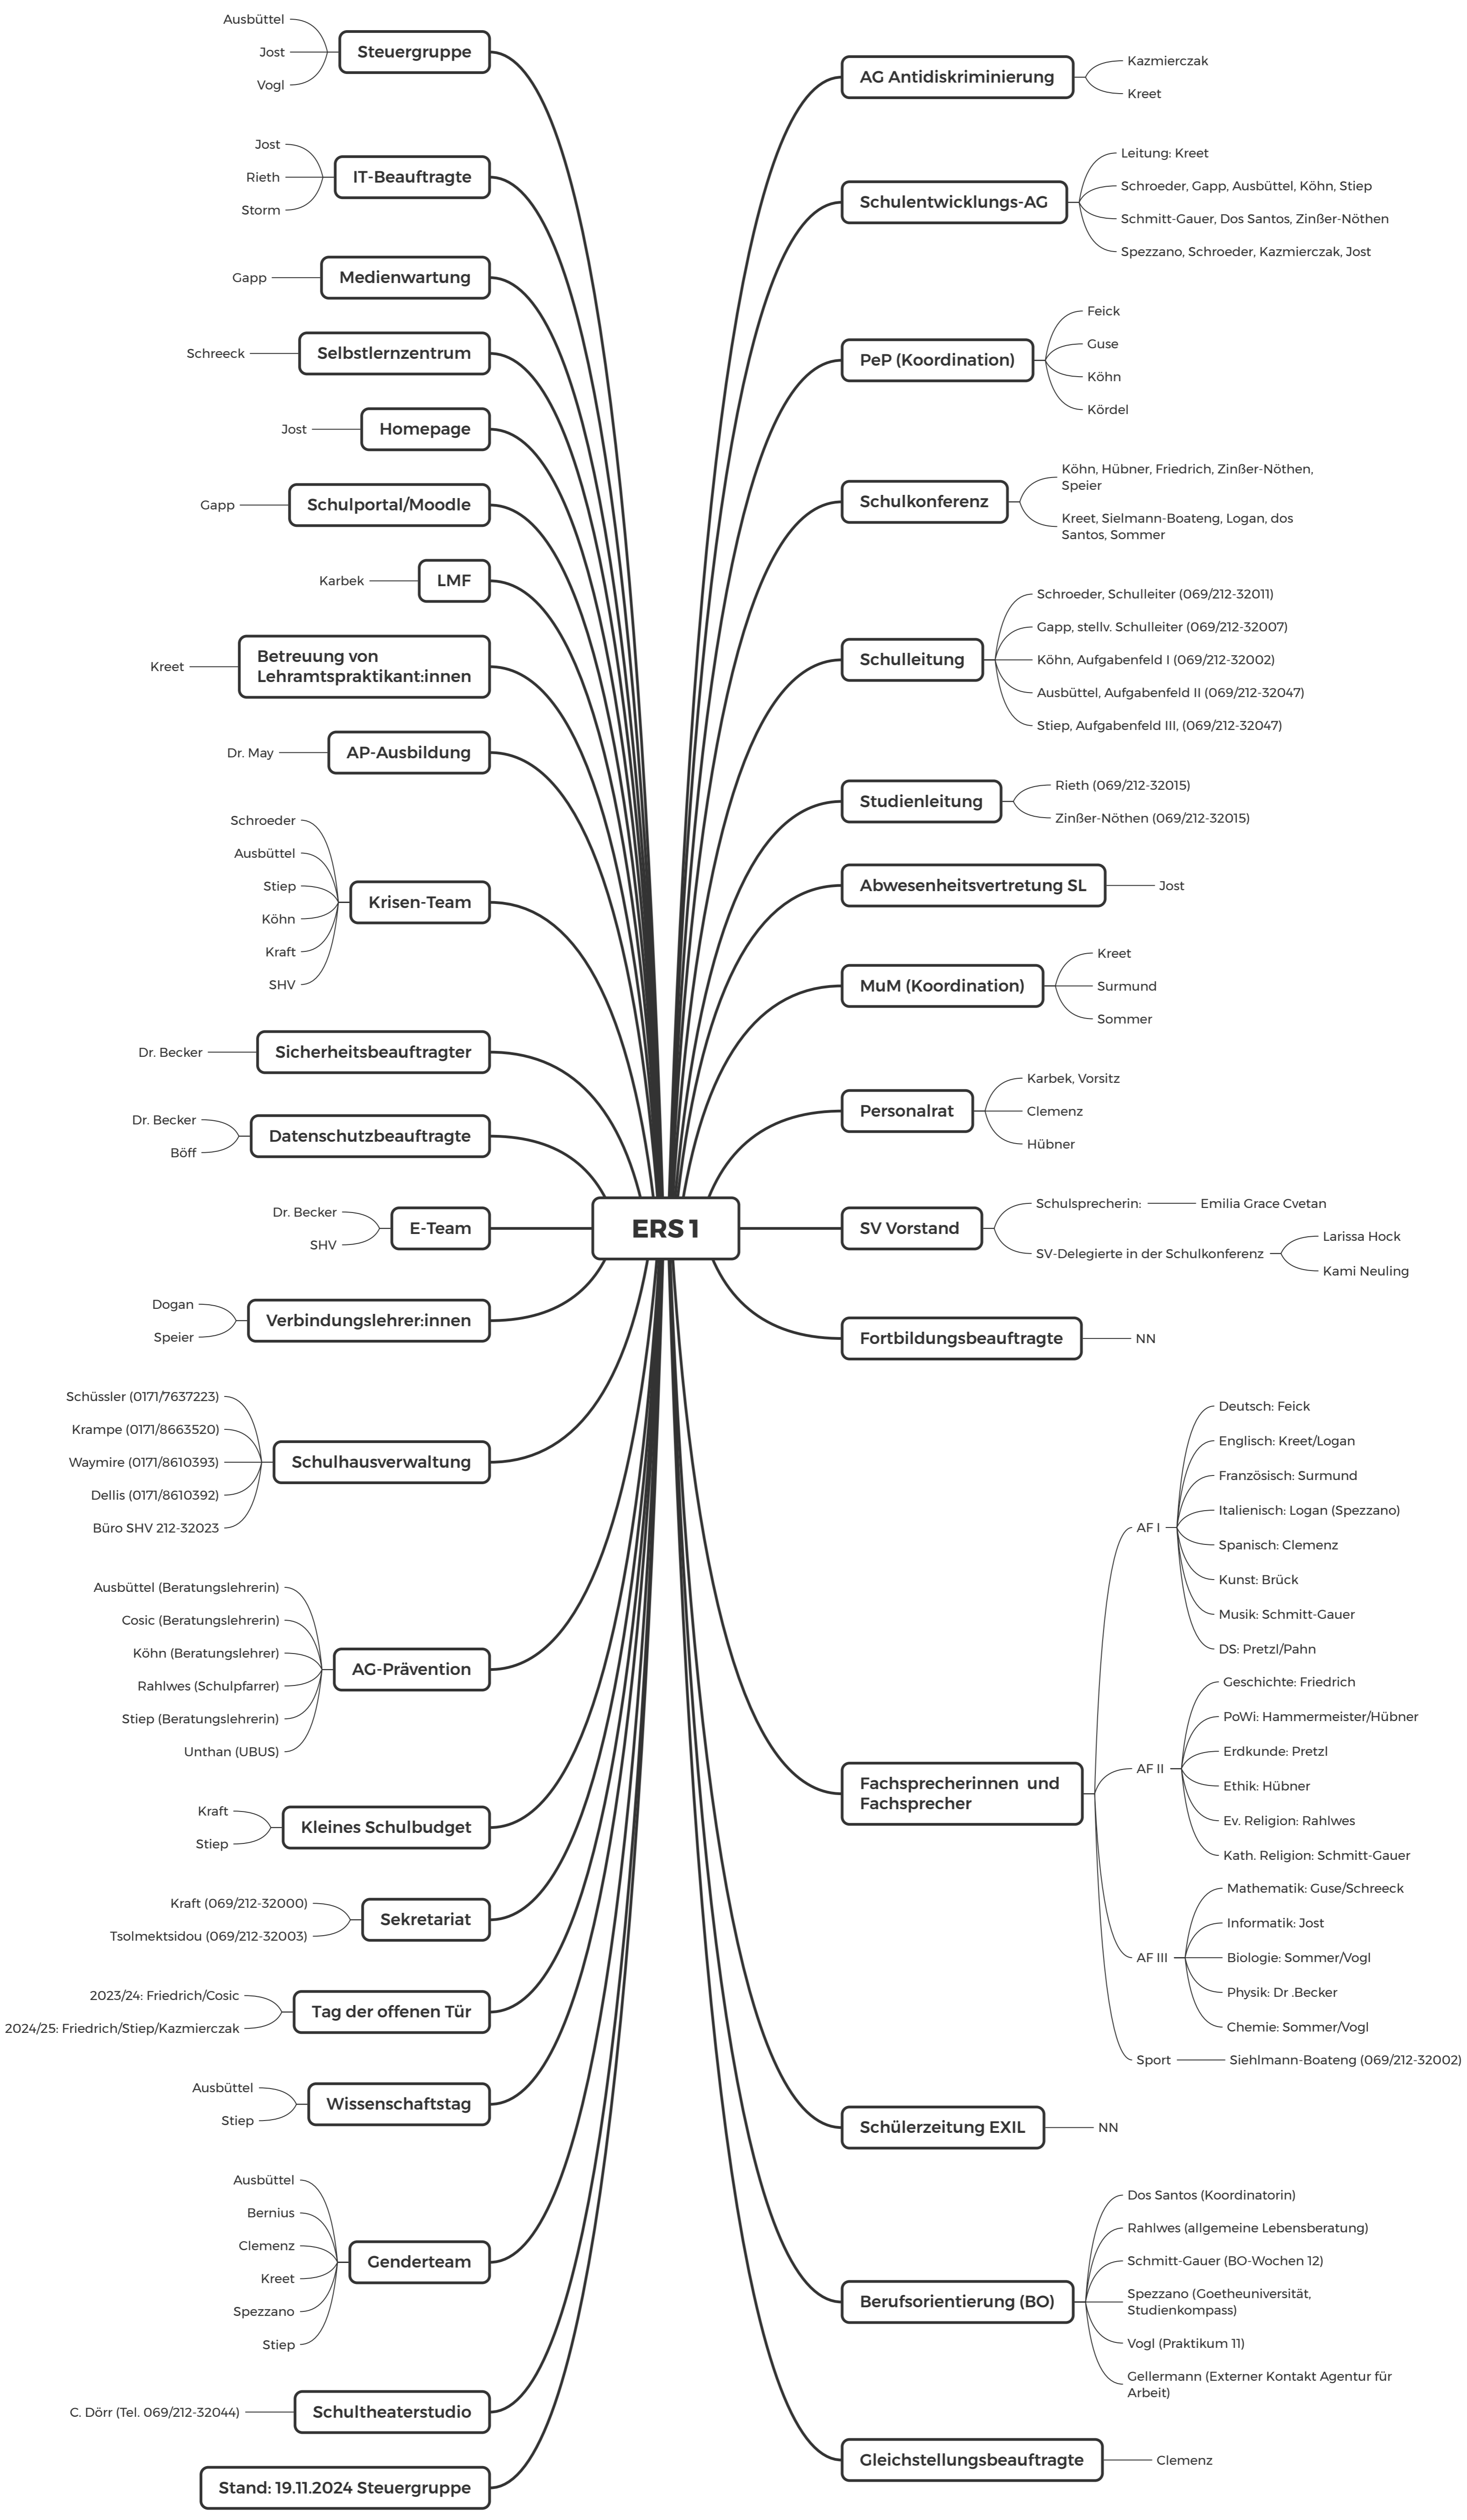 ERS 1
Steuergruppe
Ausbüttel
Jost
Vogl
IT-Beauftragte
Jost
Rieth
Storm
Medienwartung
Gapp
Selbstlernzentrum
Schreeck
Homepage
Jost
Schulportal/Moodle
Gapp
LMF
Karbek
Betreuung von
Lehramtspraktikant:innen
Kreet
AP-Ausbildung
Dr. May
Krisen-Team
Schroeder
Ausbüttel
Stiep
Köhn
Kraft
SHV
Sicherheitsbeauftragter
Dr. Becker
Datenschutzbeauftragte
Dr. Becker
Böff
E-Team
Dr. Becker
SHV
Verbindungslehrer:innen
Dogan
Speier
Schulhausverwaltung
Schüssler (0171/7637223)
Krampe (0171/8663520)
Waymire (0171/8610393)
Dellis (0171/8610392)
Büro SHV 212-32023
AG-Prävention
Ausbüttel (Beratungslehrerin)
Cosic (Beratungslehrerin)
Köhn (Beratungslehrer)
Rahlwes (Schulpfarrer)
Stiep (Beratungslehrerin)
Unthan (UBUS)
Kleines Schulbudget
Kraft
Stiep
Sekretariat
Kraft (069/212-32000)
Tsolmektsidou (069/212-32003)
Tag der offenen Tür
2023/24: Friedrich/Cosic
2024/25: Friedrich/Stiep/Kazmierczak
Wissenschaftstag
Ausbüttel
Stiep
Genderteam
Ausbüttel
Bernius
Clemenz
Kreet
Spezzano
Stiep
Schultheaterstudio
C. Dörr (Tel. 069/212-32044)
Stand: 19.11.2024 Steuergruppe
AG Antidiskriminierung
Kazmierczak
Kreet
Schulentwicklungs-AG
Leitung: Kreet
Schroeder, Gapp, Ausbüttel, Köhn, Stiep
Schmitt-Gauer, Dos Santos, Zinßer-Nöthen
Spezzano, Schroeder, Kazmierczak, Jost
PeP (Koordination)
Feick
Guse
Köhn
Kördel
Schulkonferenz
Köhn, Hübner, Friedrich, Zinßer-Nöthen,
Speier
Kreet, Sielmann-Boateng, Logan, dos
Santos, Sommer
Schulleitung
Schroeder, Schulleiter (069/212-32011)
Gapp, stellv. Schulleiter (069/212-32007)
Köhn, Aufgabenfeld I (069/212-32002)
Ausbüttel, Aufgabenfeld II (069/212-32047)
Stiep, Aufgabenfeld III, (069/212-32047)
Studienleitung
Rieth (069/212-32015)
Zinßer-Nöthen (069/212-32015)
Abwesenheitsvertretung SL
Jost
MuM (Koordination)
Kreet
Surmund
Sommer
Personalrat
Karbek, Vorsitz
Clemenz
Hübner
SV Vorstand
Schulsprecherin:
Emilia Grace Cvetan
SV-Delegierte in der Schulkonferenz
Larissa Hock
Kami Neuling
Fortbildungsbeauftragte
NN
Fachsprecherinnen und
Fachsprecher
AF I
Deutsch: Feick
Englisch: Kreet/Logan
Französisch: Surmund
Italienisch: Logan (Spezzano)
Spanisch: Clemenz
Kunst: Brück
Musik: Schmitt-Gauer
DS: Pretzl/Pahn
AF II
Geschichte: Friedrich
PoWi: Hammermeister/Hübner
Erdkunde: Pretzl
Ethik: Hübner
Ev. Religion: Rahlwes
Kath. Religion: Schmitt-Gauer
AF III
Mathematik: Guse/Schreeck
Informatik: Jost
Biologie: Sommer/Vogl
Physik: Dr .Becker
Chemie: Sommer/Vogl
Sport
Siehlmann-Boateng (069/212-32002)
Schülerzeitung EXIL
NN
Berufsorientierung (BO)
Dos Santos (Koordinatorin)
Rahlwes (allgemeine Lebensberatung)
Schmitt-Gauer (BO-Wochen 12)
Spezzano (Goetheuniversität,
Studienkompass)
Vogl (Praktikum 11)
Gellermann (Externer Kontakt Agentur für
Arbeit)
Gleichstellungsbeauftragte
Clemenz